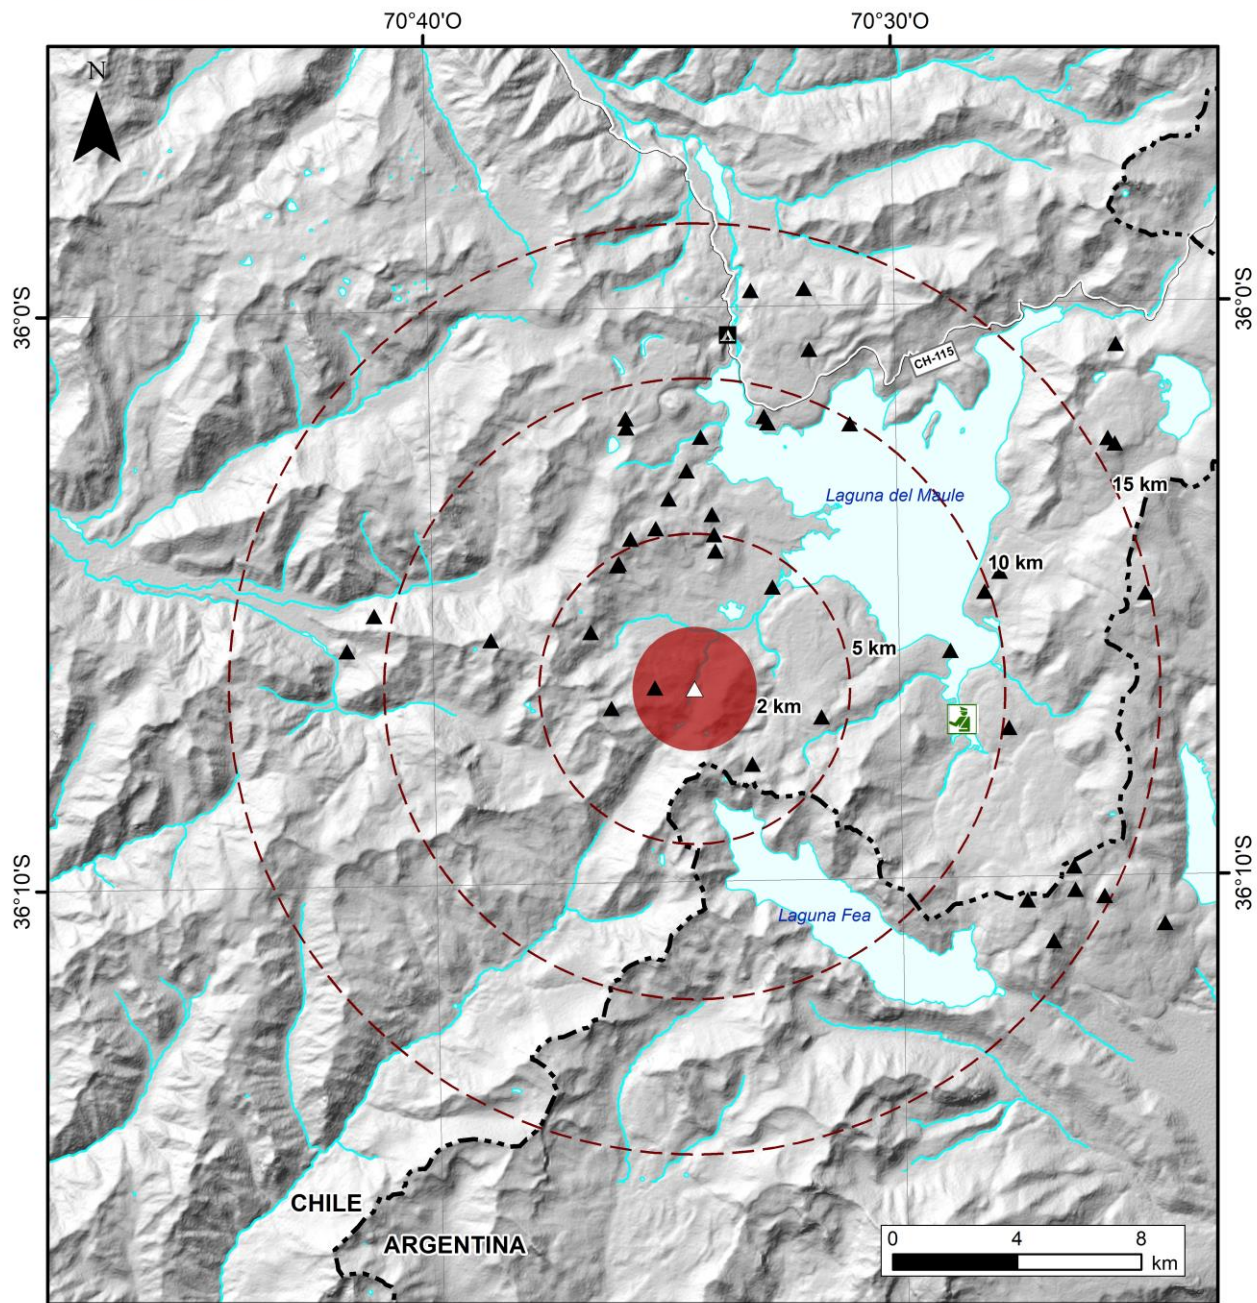 70°40'O 70°30'O
N
36°0'S 36°0'S
CH-115
15 km
Laguna del Maule
10 km
5 km
2 km
36°10'S 36°10'S
Laguna Fea
CHILE
ARGENTINA
0 4 8
km